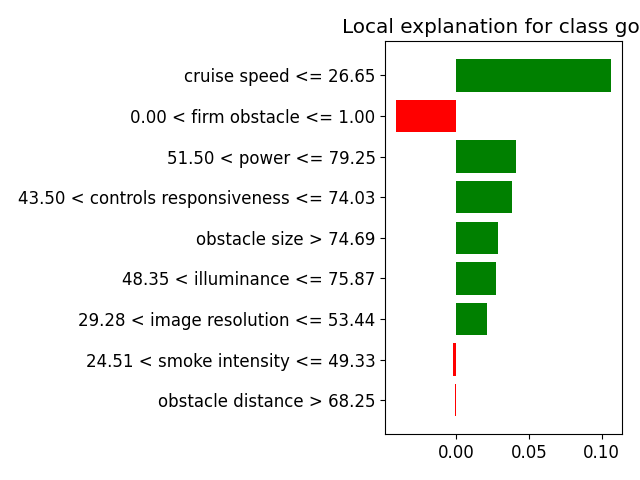 Local explanation for class go
cruise speed <= 26.65
0.00 < firm obstacle <= 1.00
51.50 < power <= 79.25
43.50 < controls responsiveness <= 74.03
obstacle size > 74.69
48.35 < illuminance <= 75.87
29.28 < image resolution <= 53.44
24.51 < smoke intensity <= 49.33
obstacle distance > 68.25
0.00 0.05 0.10